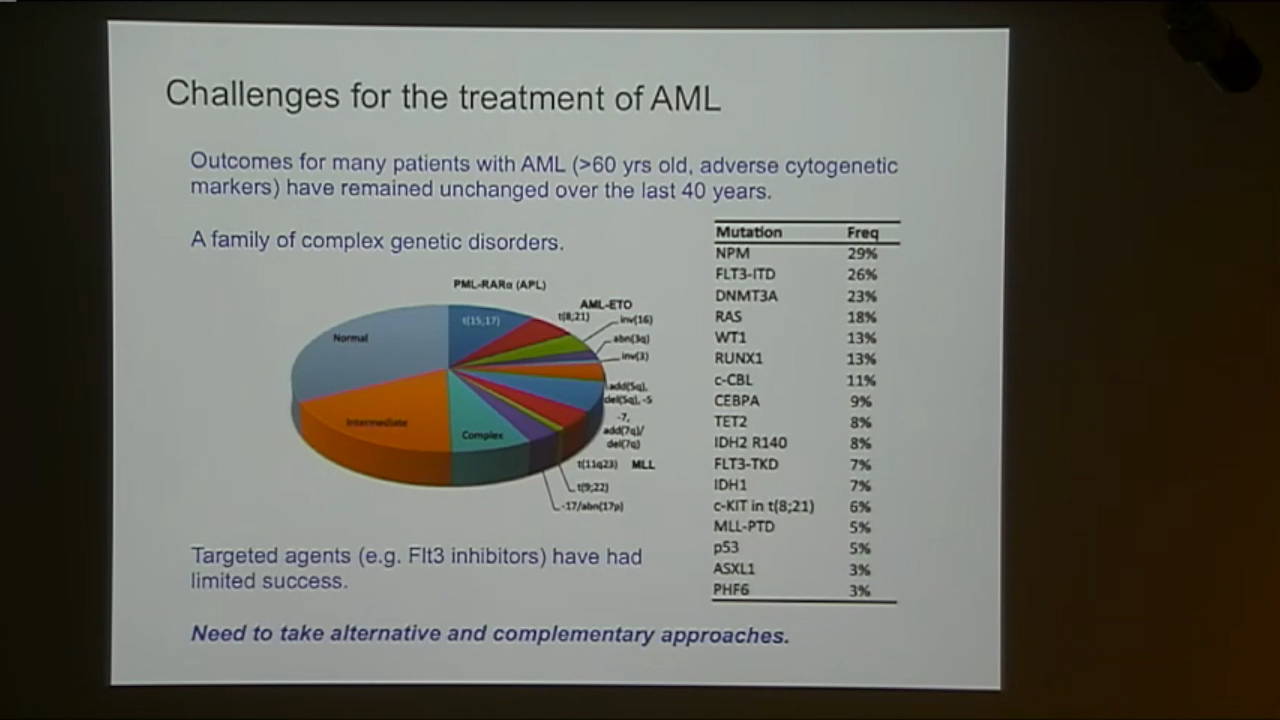 Challenges for the treatment of AML
Outcomes for many patients with AML (>60 yrs old, adverse cytogenetic
markers) have remained unchanged over the last 40 years.
A family of complex genetic disorders.
PML-RARα (APL)
AML-ETO
t(15;17)
t(8;21)
inv(16)
Normal
abn(3q)
inv(3)
add(5q),
del(5q), -5
-7,
add(7q)/
del(7q)
Intermediate
Complex
t(11q23) MLL
t(9;22)
-17/abn(17p)
Mutation Freq
NPM 29%
FLT3-ITD 26%
DNMT3A 23%
RAS 18%
WT1 13%
RUNX1 13%
c-CBL 11%
CEBPA 9%
TET2 8%
IDH2 R140 8%
FLT3-TKD 7%
IDH1 7%
c-KIT in t(8;21) 6%
MLL-PTD 5%
p53 5%
ASXL1 3%
PHF6 3%
Targeted agents (e.g. Flt3 inhibitors) have had
limited success.
Need to take alternative and complementary approaches.